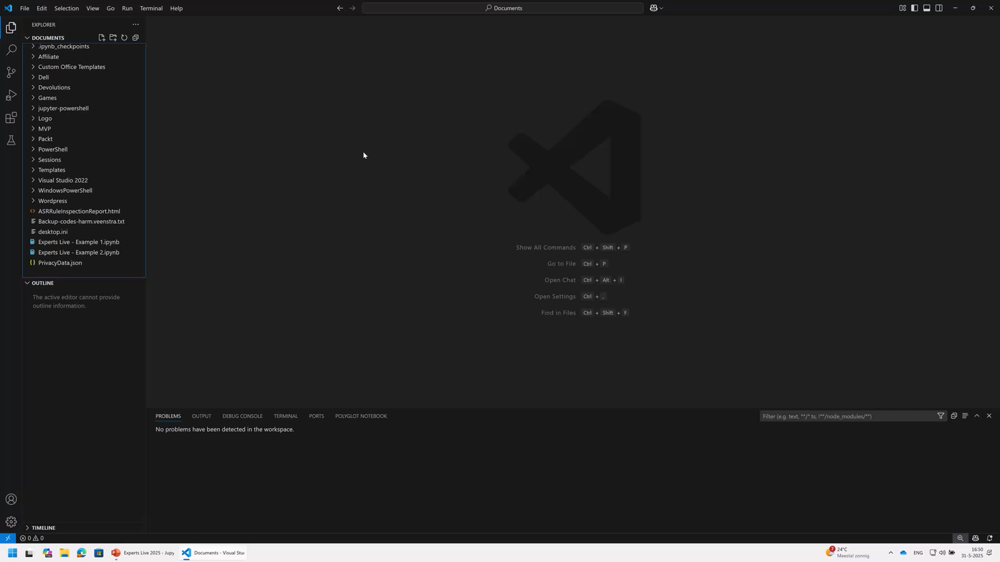 File Edit Selection View Go Run Terminal Help
Documents
EXPLORER
DOCUMENTS
.ipynb_checkpoints
Affiliate
Custom Office Templates
Dell
Devolutions
Games
jupyter-powershell
Logo
MVP
Packt
PowerShell
Sessions
Templates
Visual Studio 2022
WindowsPowerShell
Wordpress
ASRRuleInspectionReport.html
Backup-codes-harm.veenstra.txt
desktop.ini
Experts Live - Example 1.ipynb
Experts Live - Example 2.ipynb
PrivacyData.json
OUTLINE
The active editor cannot provide
outline information.
TIMELINE
Show All Commands Ctrl + Shift + P
Go to File Ctrl + P
Open Chat Ctrl + Alt + I
Open Settings Ctrl + ,
Find in Files Ctrl + Shift + F
PROBLEMS OUTPUT DEBUG CONSOLE TERMINAL PORTS POLYGLOT NOTEBOOK
Filter (e.g. text, **/*.ts, !**/node_modules/**)
No problems have been detected in the workspace.
0 0
Experts Live 2025 - Jupy
Documents - Visual Stu
7
24°C
Meestal zonnig
ENG
16:50
31-5-2025